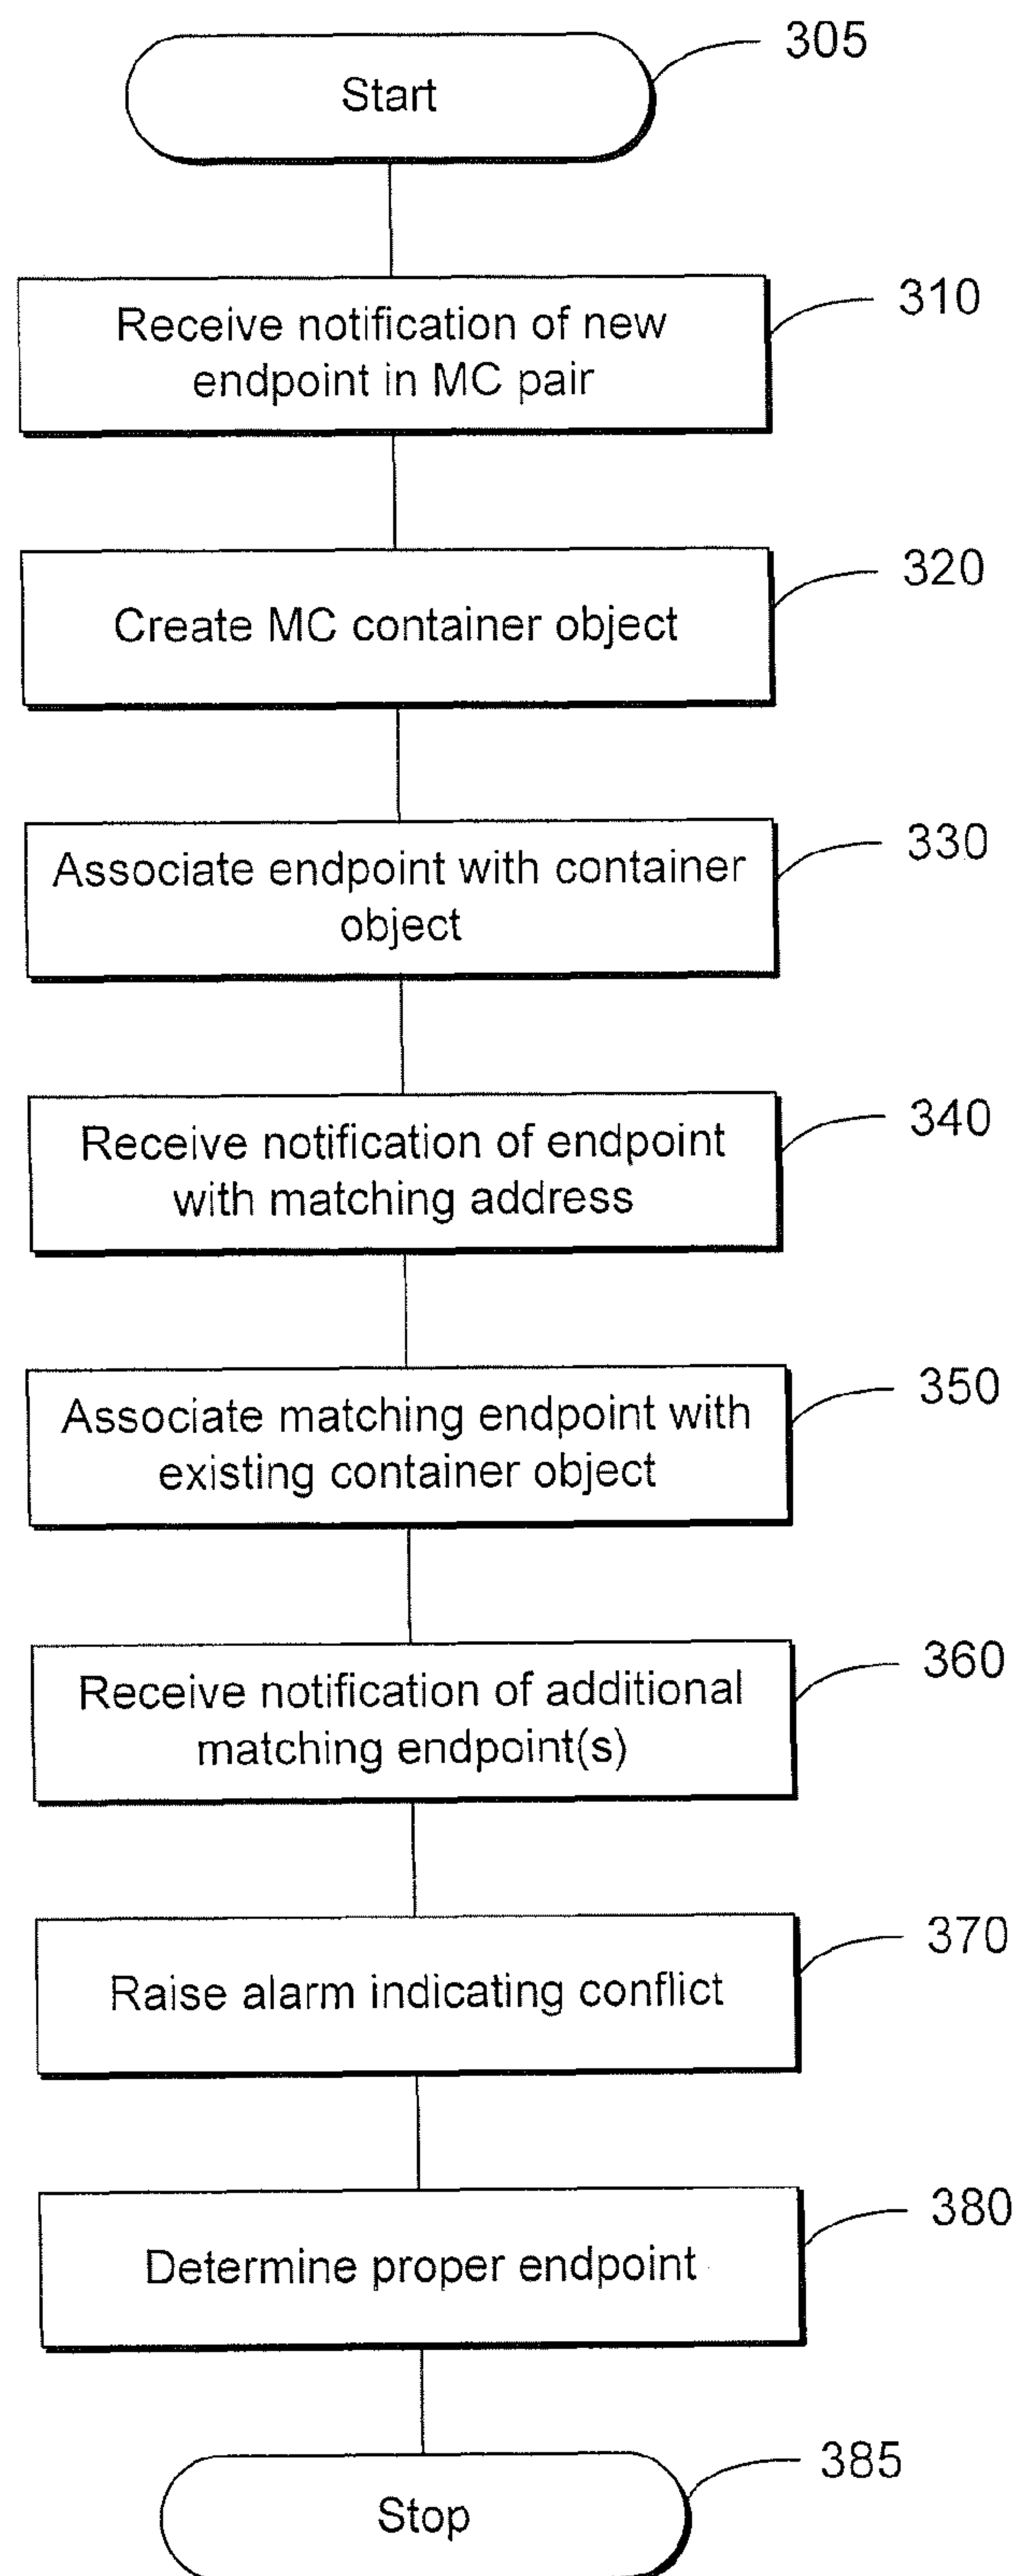 305
Start
310
Receive notification of new
endpoint in MC pair
320
Create MC container object
330
Associate endpoint with container
object
340
Receive notification of endpoint
with matching address
350
Associate matching endpoint with
existing container object
360
Receive notification of additional
matching endpoint(s)
370
Raise alarm indicating conflict
380
Determine proper endpoint
385
Stop